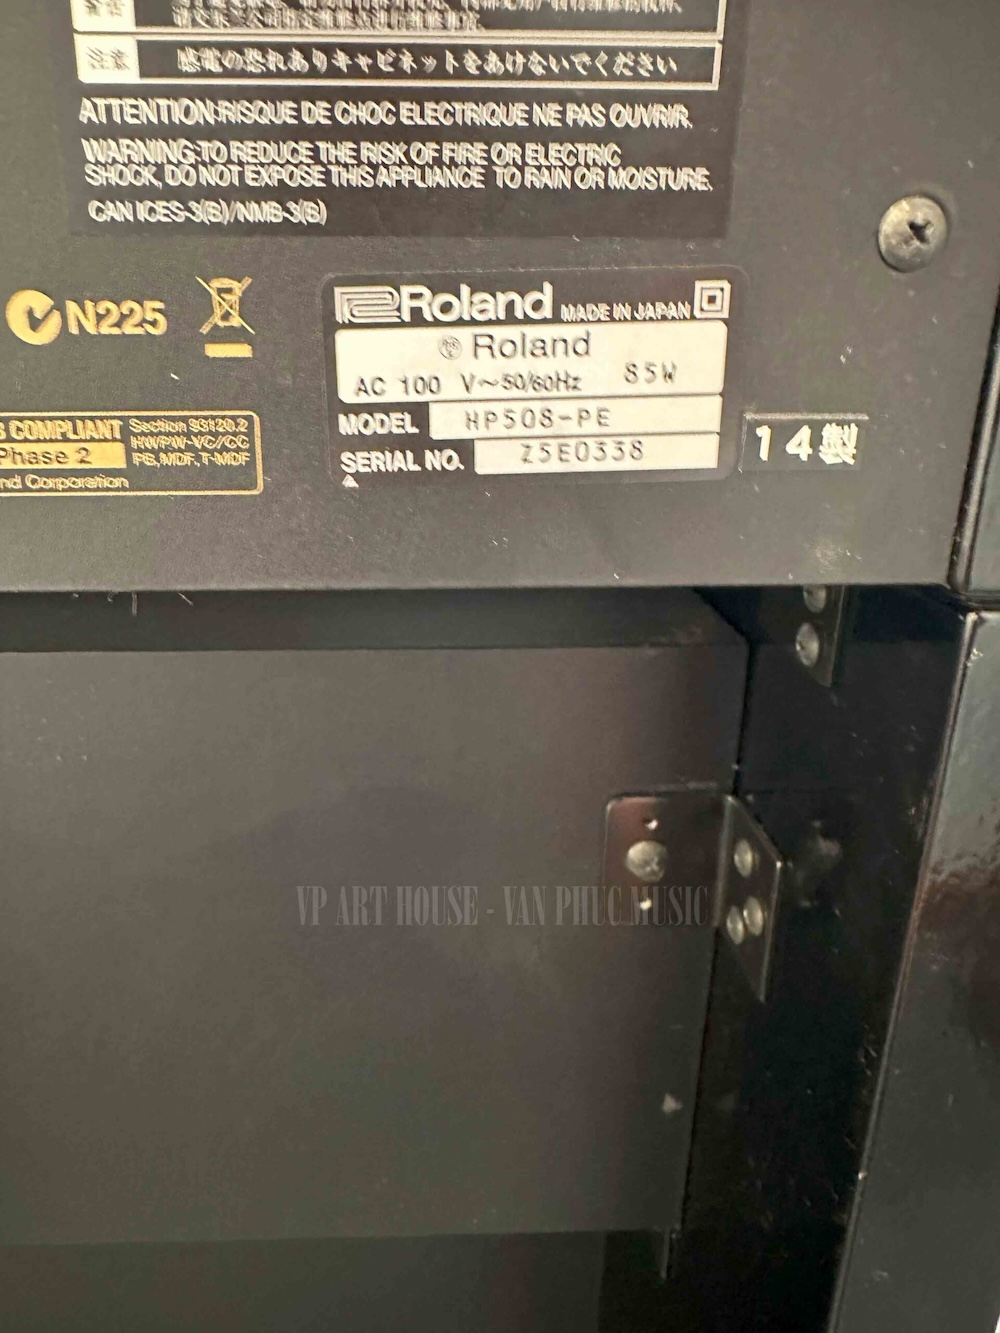 警告
注意 感電の恐れありキャビネットをあけないでください
ATTENTION:RISQUE DE CHOC ELECTRIQUE NE PAS OUVRIR.
WARNING:TO REDUCE THE RISK OF FIRE OR ELECTRIC
SHOCK, DO NOT EXPOSE THIS APPLIANCE TO RAIN OR MOISTURE.
CAN ICES-3(B)/NMB-3(B)
N225
Roland MADE IN JAPAN
Roland
AC 100 V~50/60Hz 85W
MODEL HP508-PE
SERIAL NO. Z5E0338
14製
COMPLIANT Section 93120.2
Phase 2 HWPW-VC/CC
PB,MDF,T-MDF
nd Corporation
VP ART HOUSE - VAN PHUC MUSIC